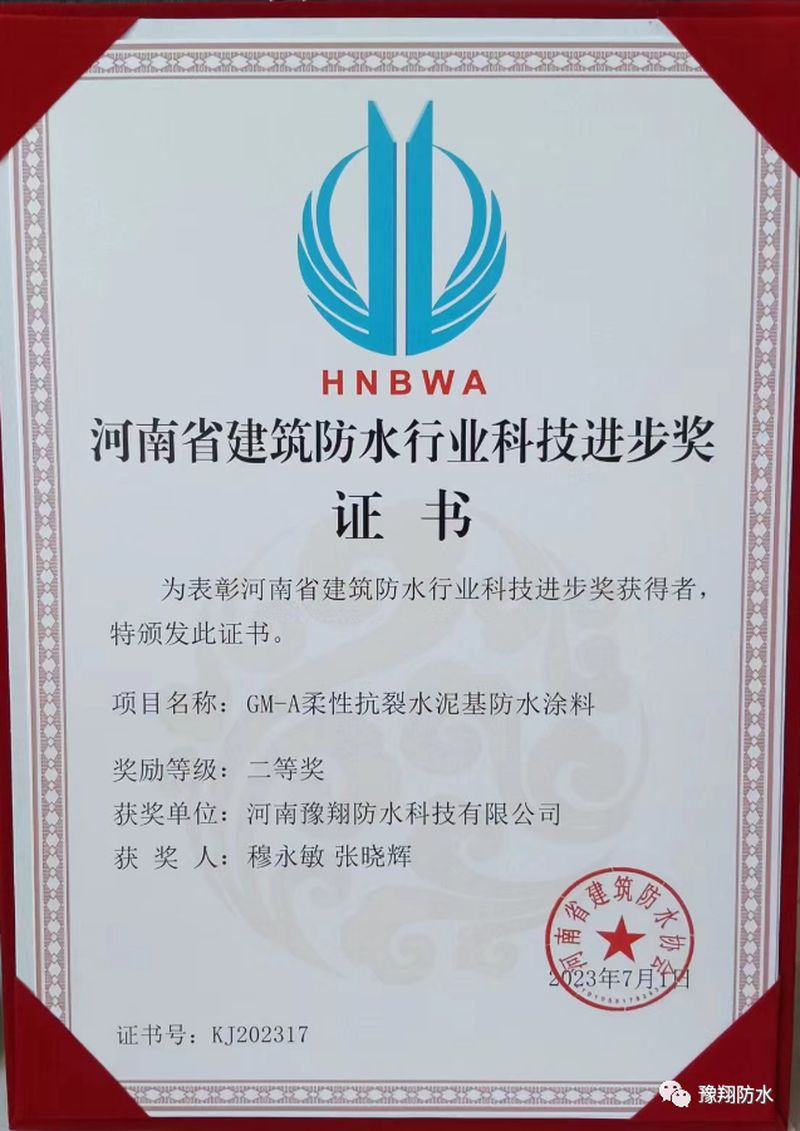 HNBWA
河南省建筑防水行业科技进步奖
证 书
为表彰河南省建筑防水行业科技进步奖获得者，
特颁发此证书。
项目名称：GM-A柔性抗裂水泥基防水涂料
奖励等级：二等奖
获奖单位：河南豫翔防水科技有限公司
获 奖 人：穆永敏 张晓辉
河南省建筑防水协会
2023年7月1日
证书号：KJ202317
豫翔防水